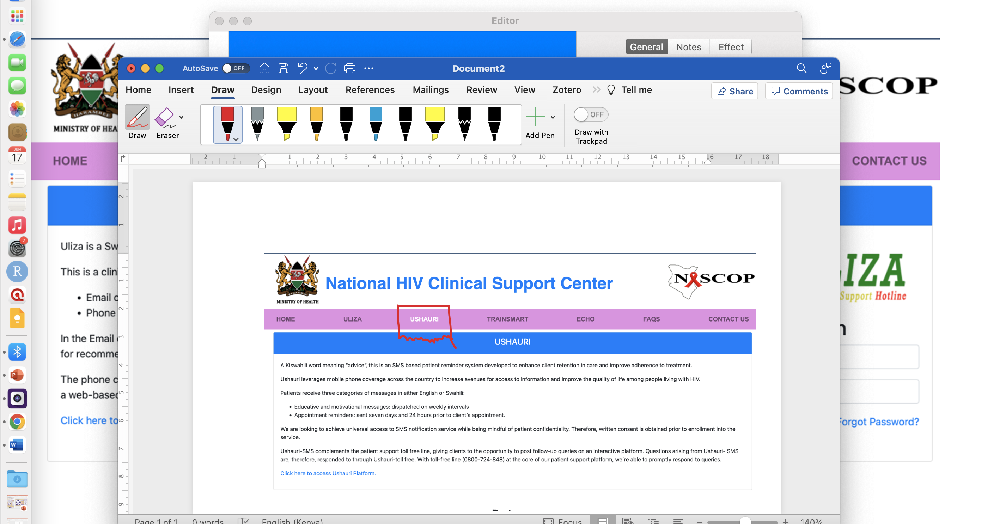 Editor
General Notes Effect
AutoSave OFF
Document2
Home Insert Draw Design Layout References Mailings Review View Zotero Tell me
Share Comments
Draw
Eraser
Add Pen
OFF
Draw with
Trackpad
2 1 1 2 3 4 5 6 7 8 9 10 11 12 13 14 15 16 17 18
2
1
1
2
3
4
5
6
7
8
9
HARAMBEE
MINISTRY OF HEALTH
National HIV Clinical Support Center
NASCOP
HOME ULIZA USHAURI TRAINSMART ECHO FAQS CONTACT US
USHAURI
A Kiswahili word meaning “advice”, this is an SMS based patient reminder system developed to enhance client retention in care and improve adherence to treatment.
Ushauri leverages mobile phone coverage across the country to increase avenues for access to information and improve the quality of life among people living with HIV.
Patients receive three categories of messages in either English or Swahili:
• Educative and motivational messages: dispatched on weekly intervals
• Appointment reminders: sent seven days and 24 hours prior to client’s appointment.
We are looking to achieve universal access to SMS notification service while being mindful of patient confidentiality. Therefore, written consent is obtained prior to enrollment into the
service.
Ushauri-SMS complements the patient support toll free line, giving clients to the opportunity to post follow-up queries on an interactive platform. Questions arising from Ushauri- SMS
are, therefore, responded to through Ushauri-toll free. With toll-free line (0800-724-848) at the core of our patient support platform, we’re able to promptly respond to queries.
Click here to access Ushauri Platform.
Page 1 of 1 0 words English (Kenya) Focus 140%
HARAMBEE
MINISTRY OF HEA
HOME
Uliza is a Sw
This is a clin
• Email
• Phone
In the Email
for recomme
The phone c
a web-based
Click here to
SCOP
CONTACT US
IZA
Support Hotline
n
Forgot Password?
JUN
17
2
R
P
W